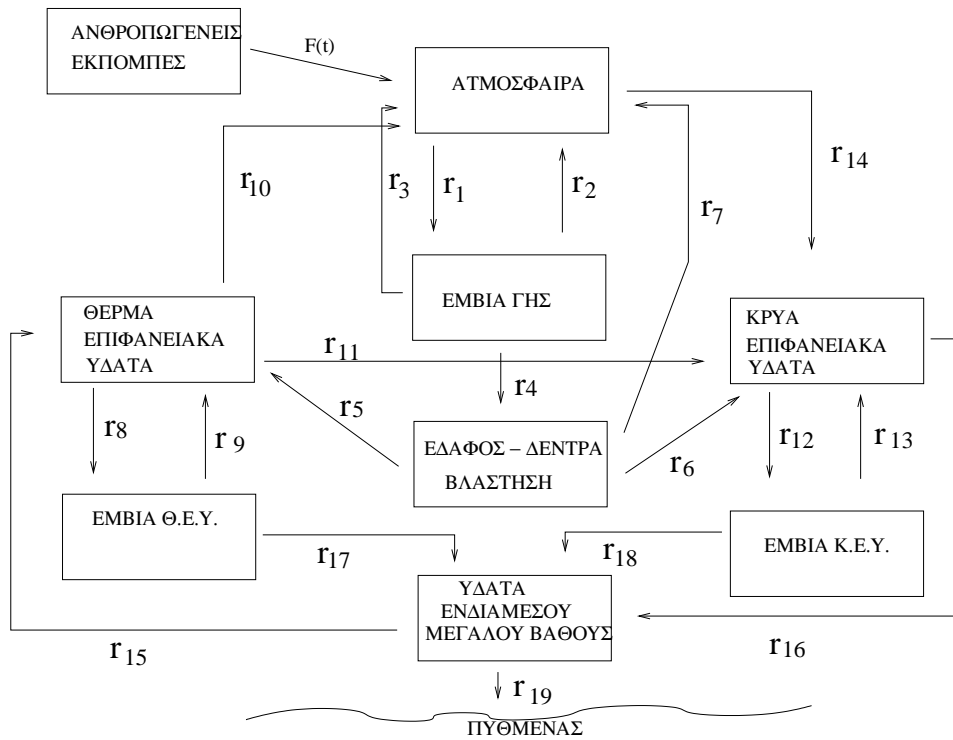 ΑΝΘΡΟΠΩΓΕΝΕΙΣ
ΕΚΠΟΜΠΕΣ
F(t)
ΑΤΜΟΣΦΑΙΡΑ
r10
r3
r1
r2
r7
r14
ΕΜΒΙΑ ΓΗΣ
ΘΕΡΜΑ
ΕΠΙΦΑΝΕΙΑΚΑ
ΥΔΑΤΑ
ΚΡΥΑ
ΕΠΙΦΑΝΕΙΑΚΑ
ΥΔΑΤΑ
r11
r4
r5
r8
r9
ΕΔΑΦΟΣ – ΔΕΝΤΡΑ
ΒΛΑΣΤΗΣΗ
r6
r12
r13
ΕΜΒΙΑ Θ.Ε.Υ.
ΕΜΒΙΑ Κ.Ε.Υ.
r17
r18
ΥΔΑΤΑ
ΕΝΔΙΑΜΕΣΟΥ
ΜΕΓΑΛΟΥ ΒΑΘΟΥΣ
r15
r16
r19
ΠΥΘΜΕΝΑΣ